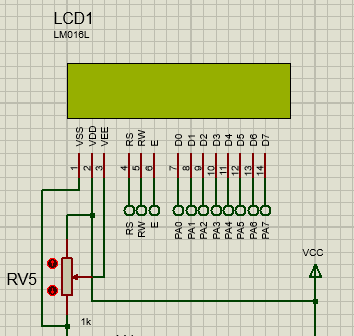 LCD1
LM016L
VSS VDD VEE RS RW E D0 D1 D2 D3 D4 D5 D6 D7
1 2 3 4 5 6 7 8 9 10 11 12 13 14
RS RW E PA0 PA1 PA2 PA3 PA4 PA5 PA6 PA7
VCC
RV5
1k